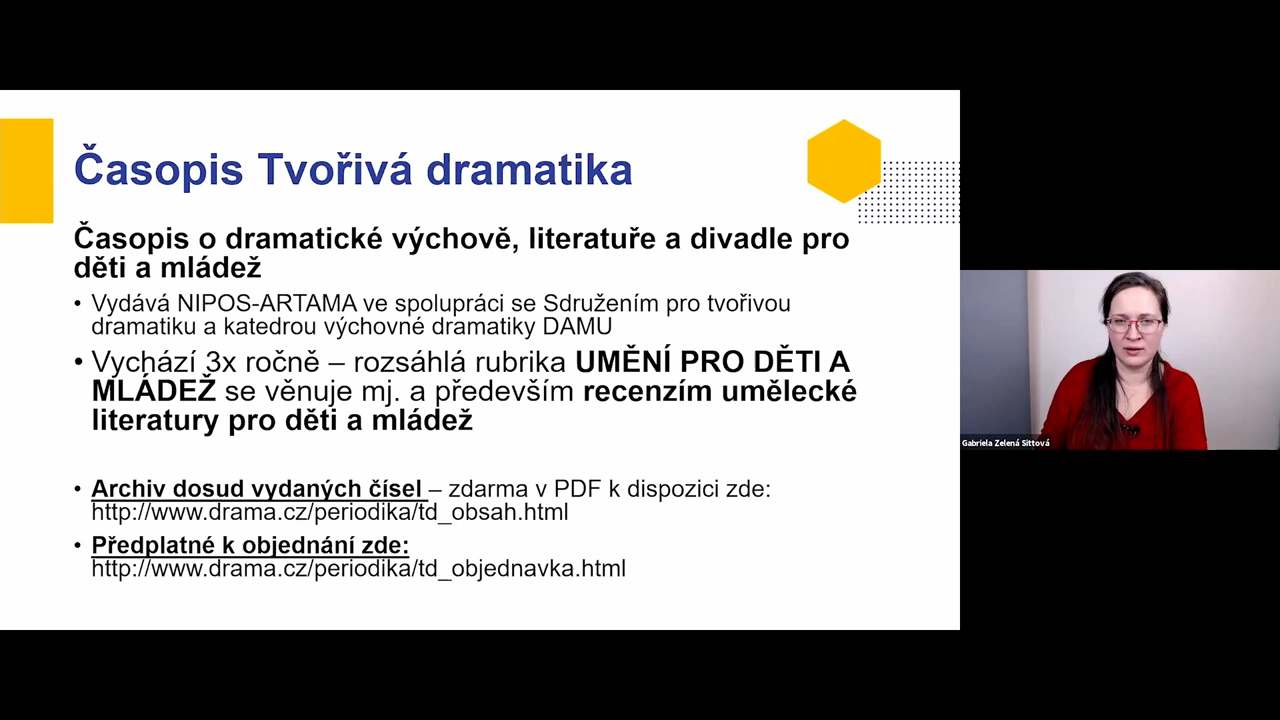 Časopis Tvořivá dramatika
Časopis o dramatické výchově, literatuře a divadle pro
děti a mládež
• Vydává NIPOS-ARTAMA ve spolupráci se Sdružením pro tvořivou
dramatiku a katedrou výchovné dramatiky DAMU
• Vychází 3x ročně – rozsáhlá rubrika UMĚNÍ PRO DĚTI A
MLÁDEŽ se věnuje mj. a především recenzím umělecké
literatury pro děti a mládež
• Archiv dosud vydaných čísel – zdarma v PDF k dispozici zde:
http://www.drama.cz/periodika/td_obsah.html
• Předplatné k objednání zde:
http://www.drama.cz/periodika/td_objednavka.html
Gabriela Zelená Sittová